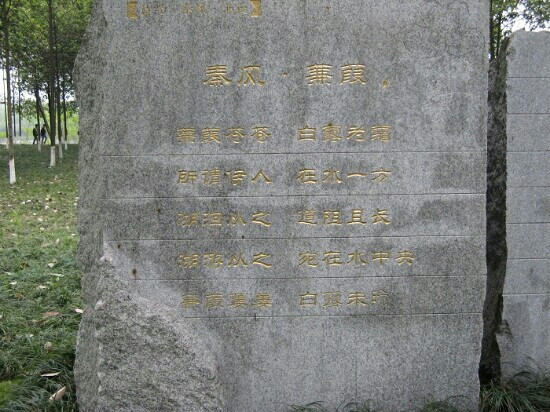 秦风·蒹葭
蒹葭苍苍 白露为霜
所谓伊人 在水一方
溯洄从之 道阻且长
溯游从之 宛在水中央
蒹葭萋萋 白露未晞